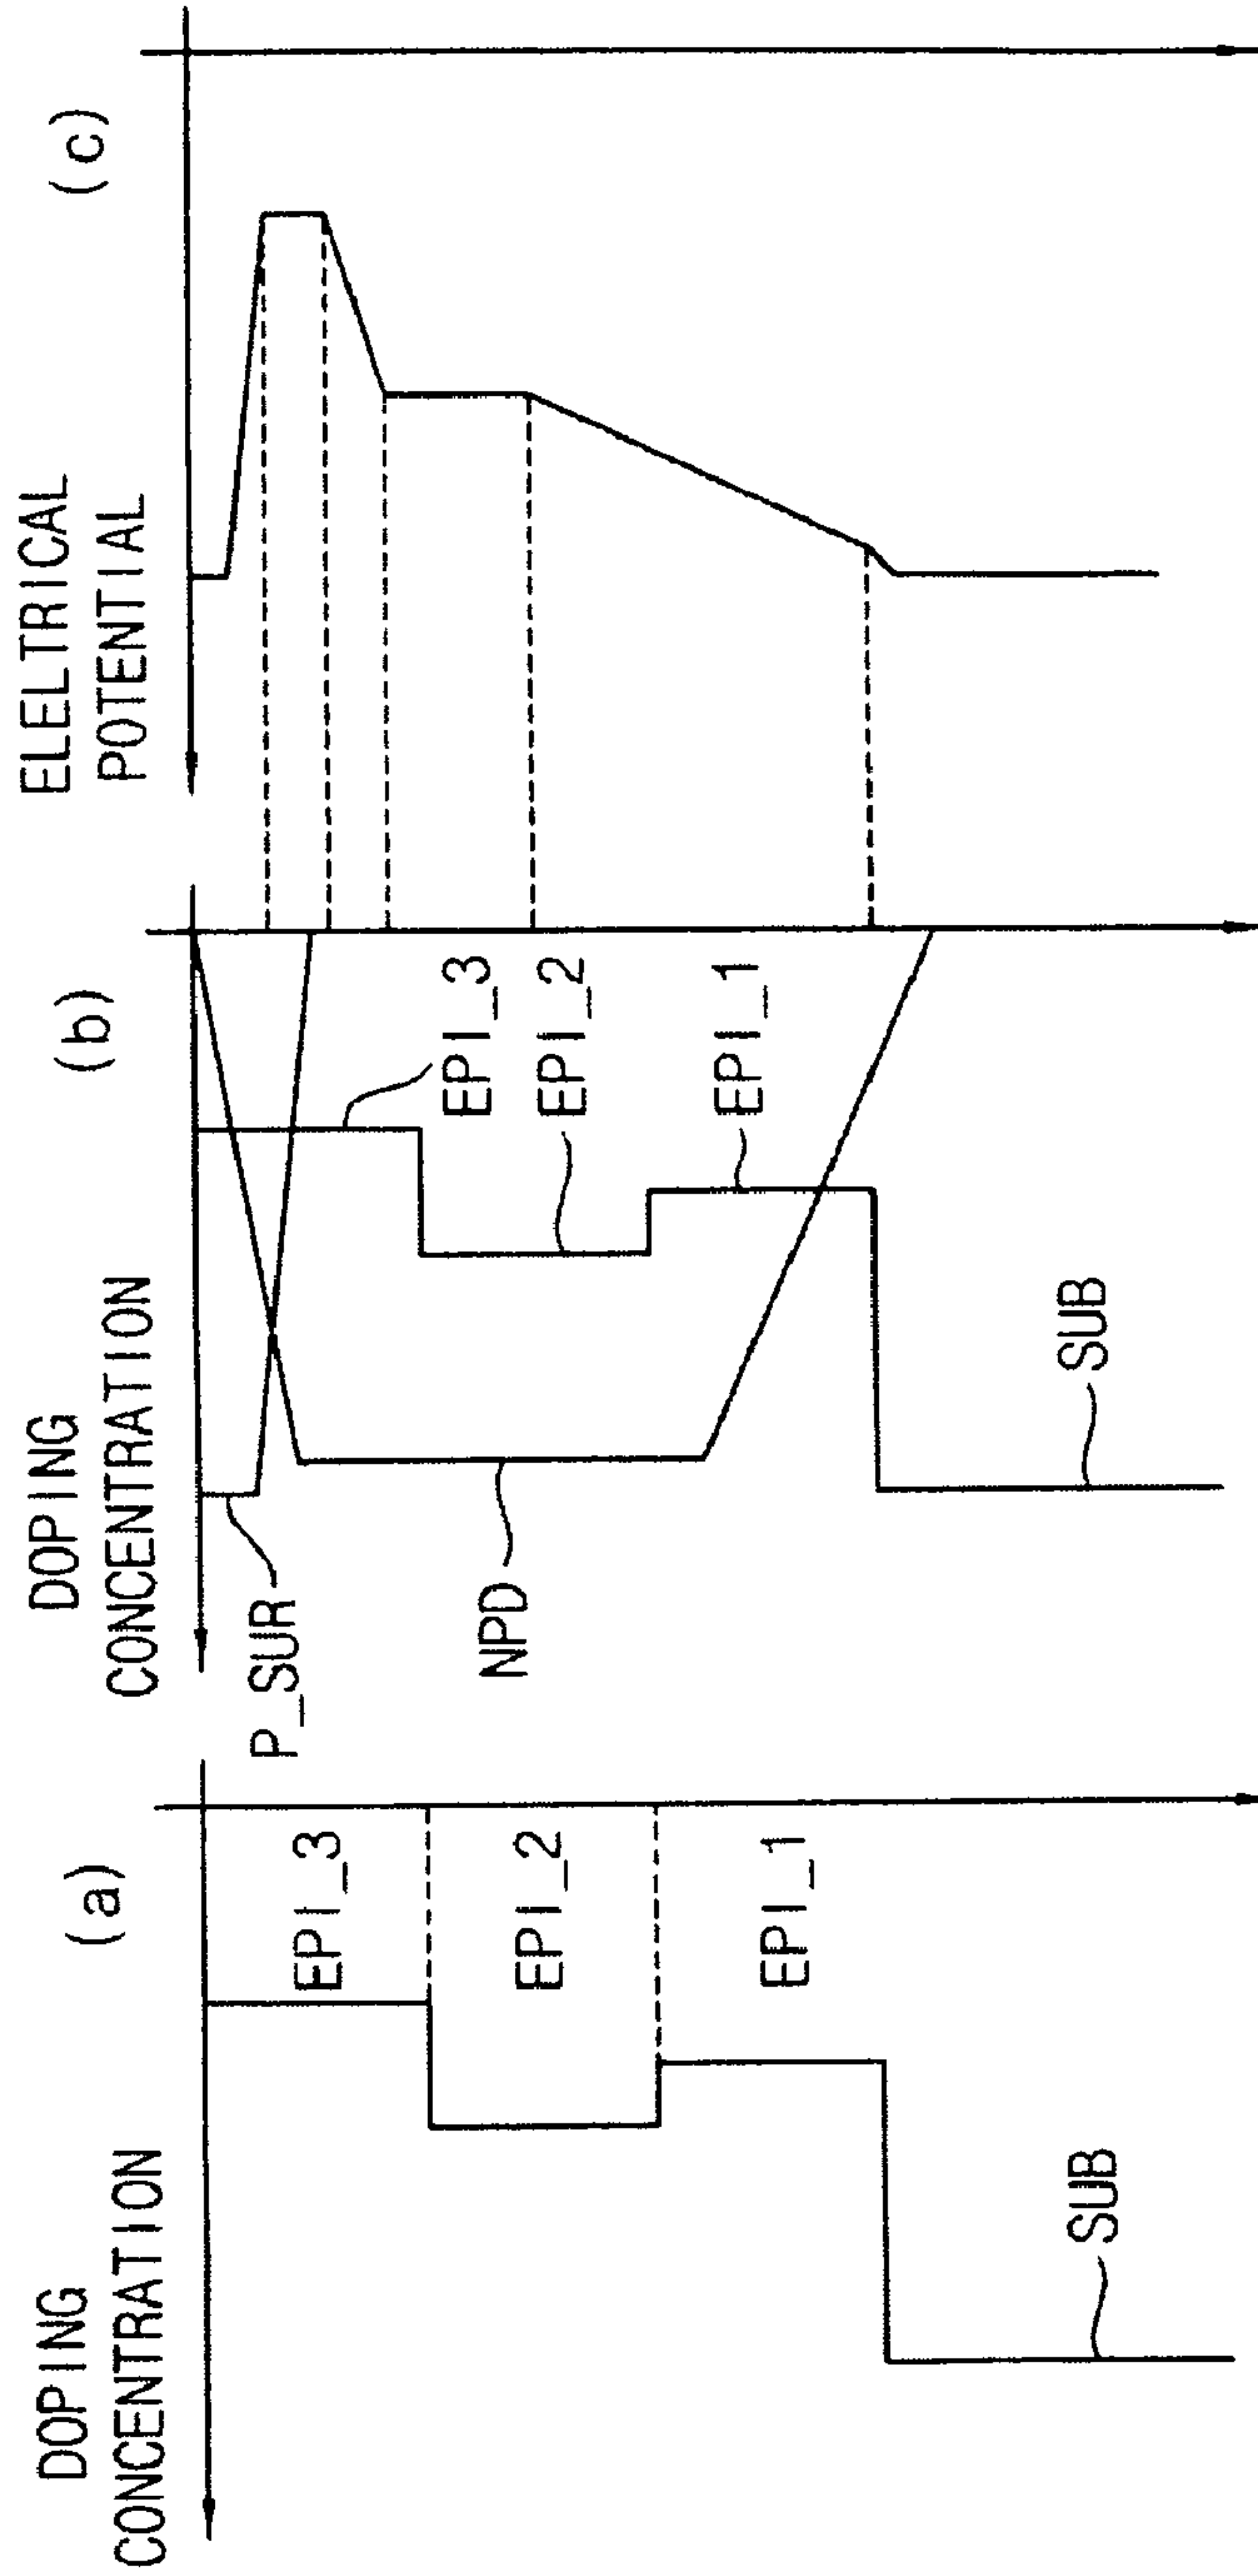 (a)
DOPING
CONCENTRATION
EPI_3
EPI_2
EPI_1
SUB
(b)
DOPING
CONCENTRATION
P_SUR
NPD
EPI_3
EPI_2
EPI_1
SUB
(c)
ELELTRICAL
POTENTIAL